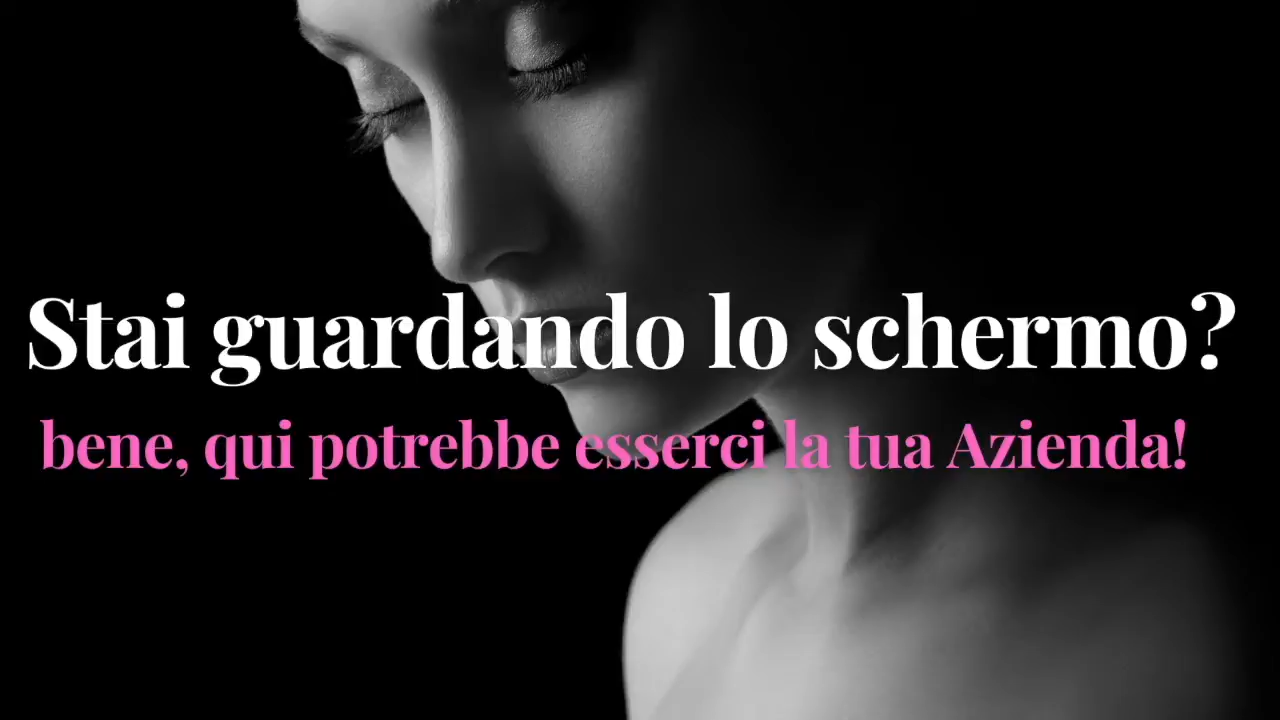 Stai guardando lo schermo?
bene, qui potrebbe esserci la tua Azienda!